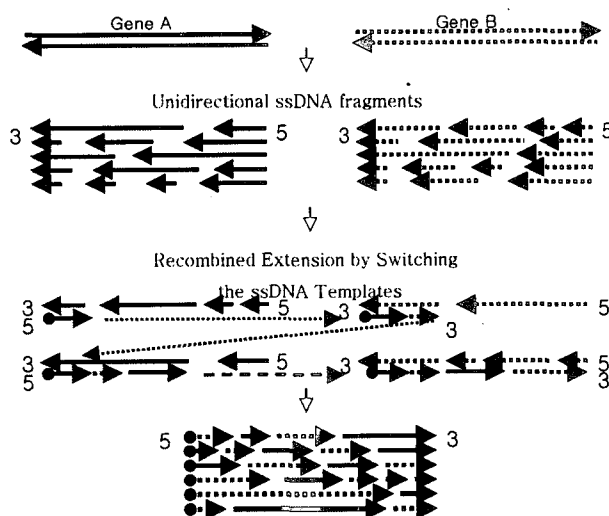 Gene A Gene B
Unidirectional ssDNA fragments
3 5 3 5
Recombined Extension by Switching
the ssDNA Templates
3 5 3 5
5 3
3 5 3 5
5 3
5 3